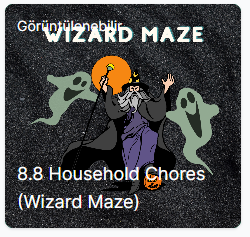 Görüntülenebilir
WIZARD MAZE
8.8 Household Chores
(Wizard Maze)